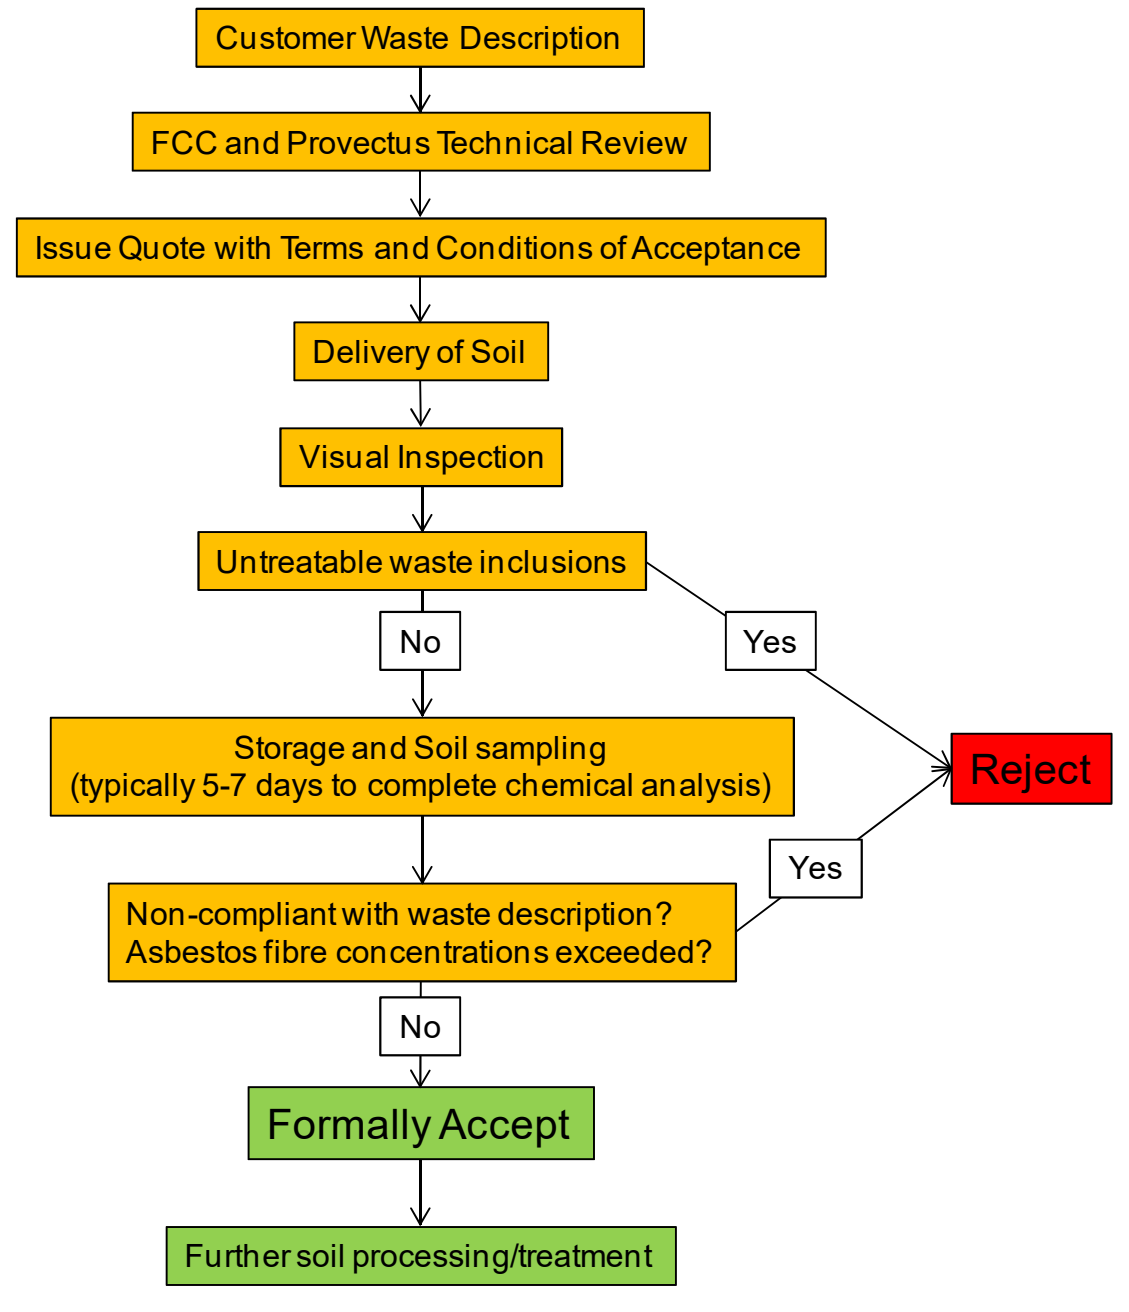 Customer Waste Description
FCC and Provectus Technical Review
Issue Quote with Terms and Conditions of Acceptance
Delivery of Soil
Visual Inspection
Untreatable waste inclusions
No
Yes
Storage and Soil sampling
(typically 5-7 days to complete chemical analysis)
Reject
Yes
Non-compliant with waste description?
Asbestos fibre concentrations exceeded?
No
Formally Accept
Further soil processing/treatment